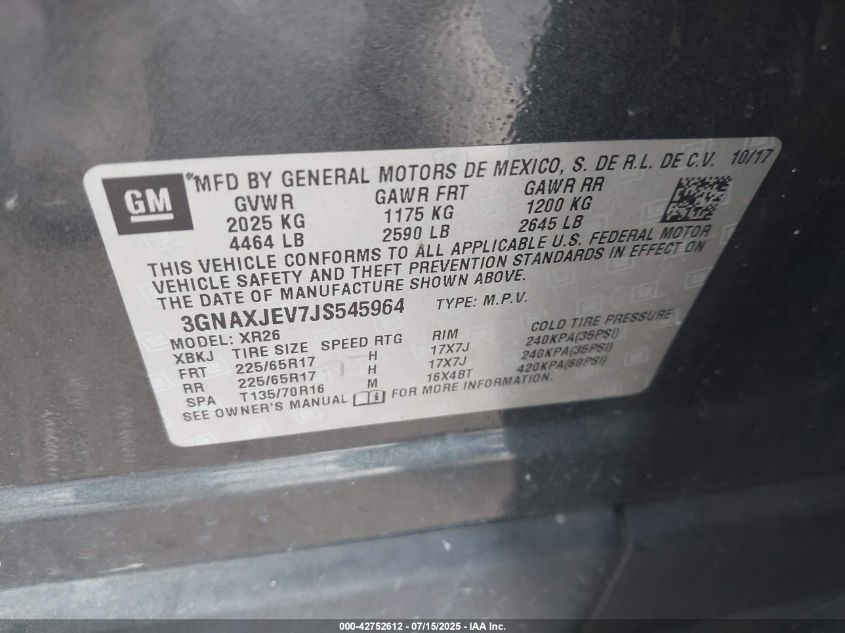 GM
MFD BY GENERAL MOTORS DE MEXICO, S. DE R.L. DE C.V. 10/17
GVWR GAWR FRT GAWR RR
2025 KG 1175 KG 1200 KG
4464 LB 2590 LB 2645 LB
THIS VEHICLE CONFORMS TO ALL APPLICABLE U.S. FEDERAL MOTOR
VEHICLE SAFETY AND THEFT PREVENTION STANDARDS IN EFFECT ON
THE DATE OF MANUFACTURE SHOWN ABOVE.
3GNAXJEV7JS545964 TYPE: M.P.V.
MODEL: XR26
XBKJ TIRE SIZE SPEED RTG RIM COLD TIRE PRESSURE
FRT 225/65R17 H 17X7J 240KPA(35PSI)
RR 225/65R17 H 17X7J 240KPA(35PSI)
SPA T135/70R16 M 16X4BT 420KPA(60PSI)
SEE OWNER'S MANUAL i FOR MORE INFORMATION.
000-42752612 - 07/15/2025 - IAA Inc.